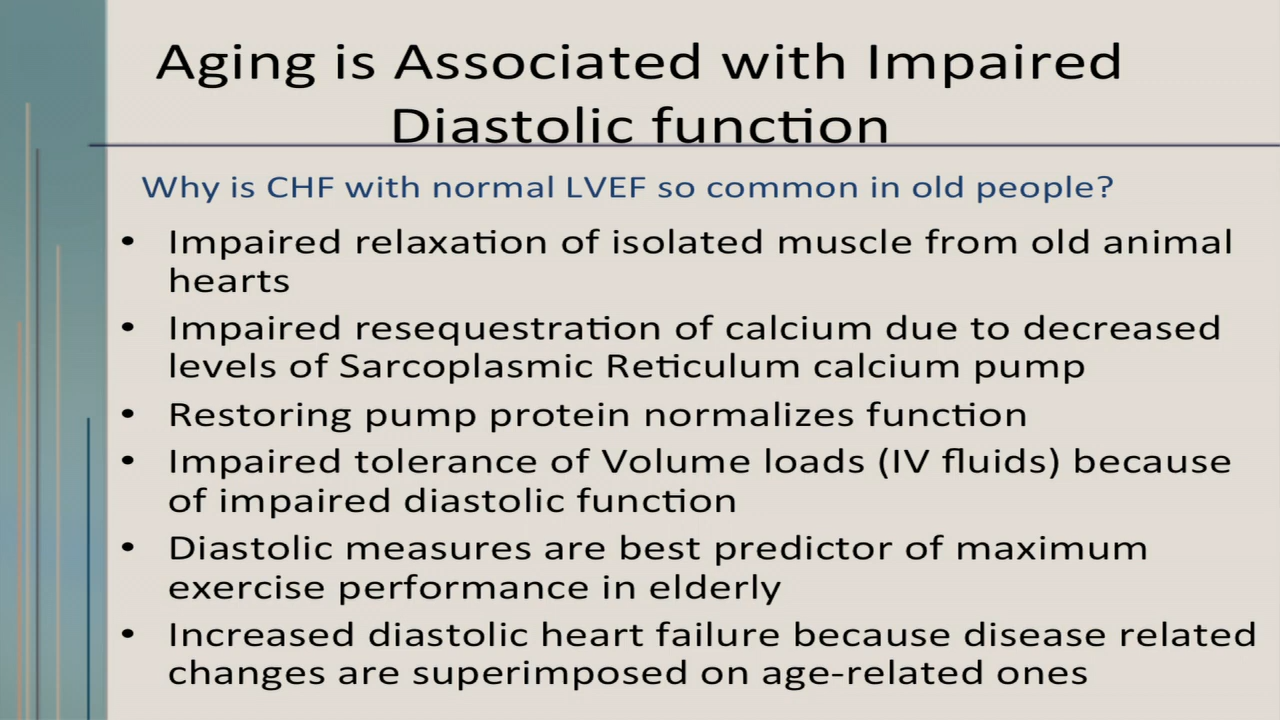 Aging is Associated with Impaired
Diastolic function
Why is CHF with normal LVEF so common in old people?
• Impaired relaxation of isolated muscle from old animal
hearts
• Impaired resequestration of calcium due to decreased
levels of Sarcoplasmic Reticulum calcium pump
• Restoring pump protein normalizes function
• Impaired tolerance of Volume loads (IV fluids) because
of impaired diastolic function
• Diastolic measures are best predictor of maximum
exercise performance in elderly
• Increased diastolic heart failure because disease related
changes are superimposed on age-related ones